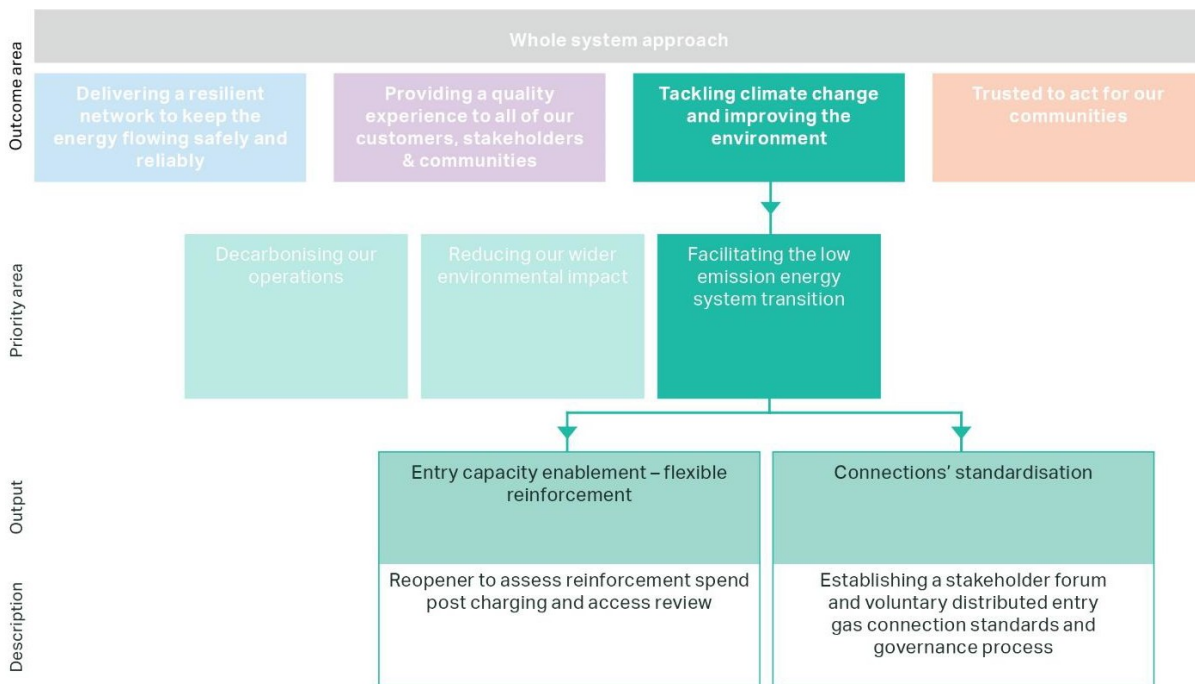 Outcome area
Whole system approach
Delivering a resilient
network to keep the
energy flowing safely and
reliably
Providing a quality
experience to all of our
customers, stakeholders
& communities
Tackling climate change
and improving the
environment
Trusted to act for our
communities
Priority area
Decarbonising our
operations
Reducing our wider
environmental impact
Facilitating the low
emission energy
system transition
Output
Entry capacity enablement – flexible
reinforcement
Connections’ standardisation
Description
Reopener to assess reinforcement spend
post charging and access review
Establishing a stakeholder forum
and voluntary distributed entry
gas connection standards and
governance process